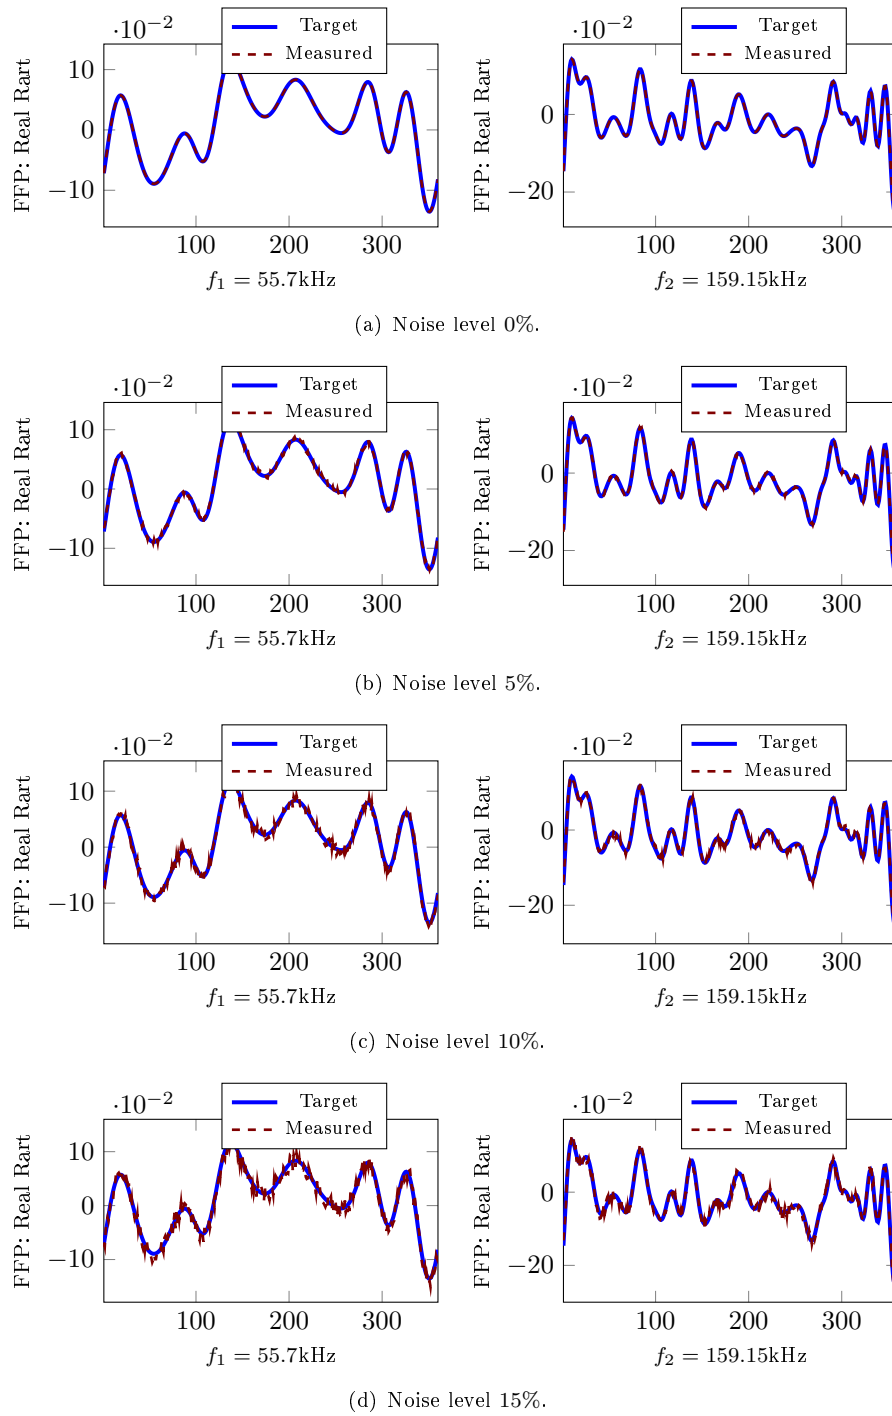 ·10⁻²
Target
Measured
FFP: Real Rart
10
0
−10
100 200 300
f₁ = 55.7kHz
·10⁻²
Target
Measured
FFP: Real Rart
0
−20
100 200 300
f₂ = 159.15kHz
(a) Noise level 0%.
·10⁻²
Target
Measured
FFP: Real Rart
10
0
−10
100 200 300
f₁ = 55.7kHz
·10⁻²
Target
Measured
FFP: Real Rart
0
−20
100 200 300
f₂ = 159.15kHz
(b) Noise level 5%.
·10⁻²
Target
Measured
FFP: Real Rart
10
0
−10
100 200 300
f₁ = 55.7kHz
·10⁻²
Target
Measured
FFP: Real Rart
0
−20
100 200 300
f₂ = 159.15kHz
(c) Noise level 10%.
·10⁻²
Target
Measured
FFP: Real Rart
10
0
−10
100 200 300
f₁ = 55.7kHz
·10⁻²
Target
Measured
FFP: Real Rart
0
−20
100 200 300
f₂ = 159.15kHz
(d) Noise level 15%.